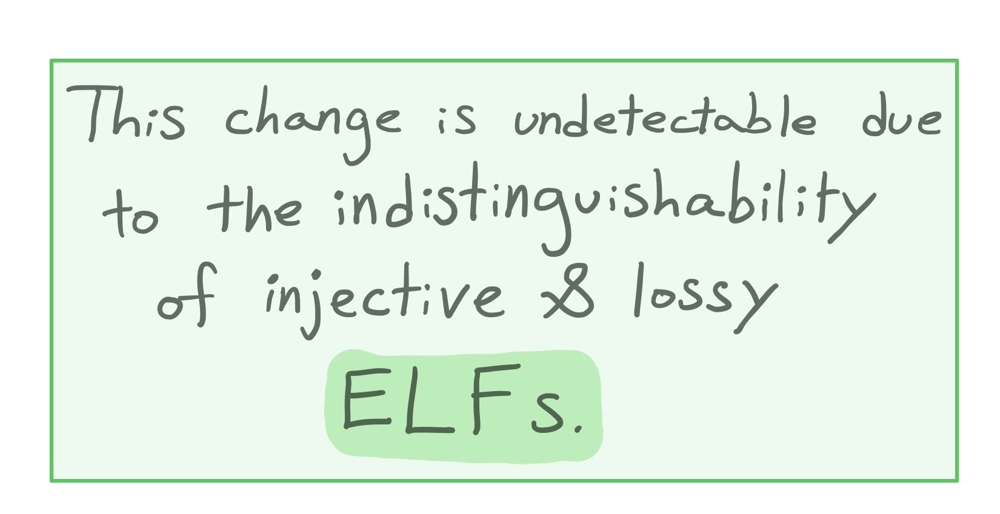 This change is undetectable due
to the indistinguishability
of injective & lossy
ELFs.